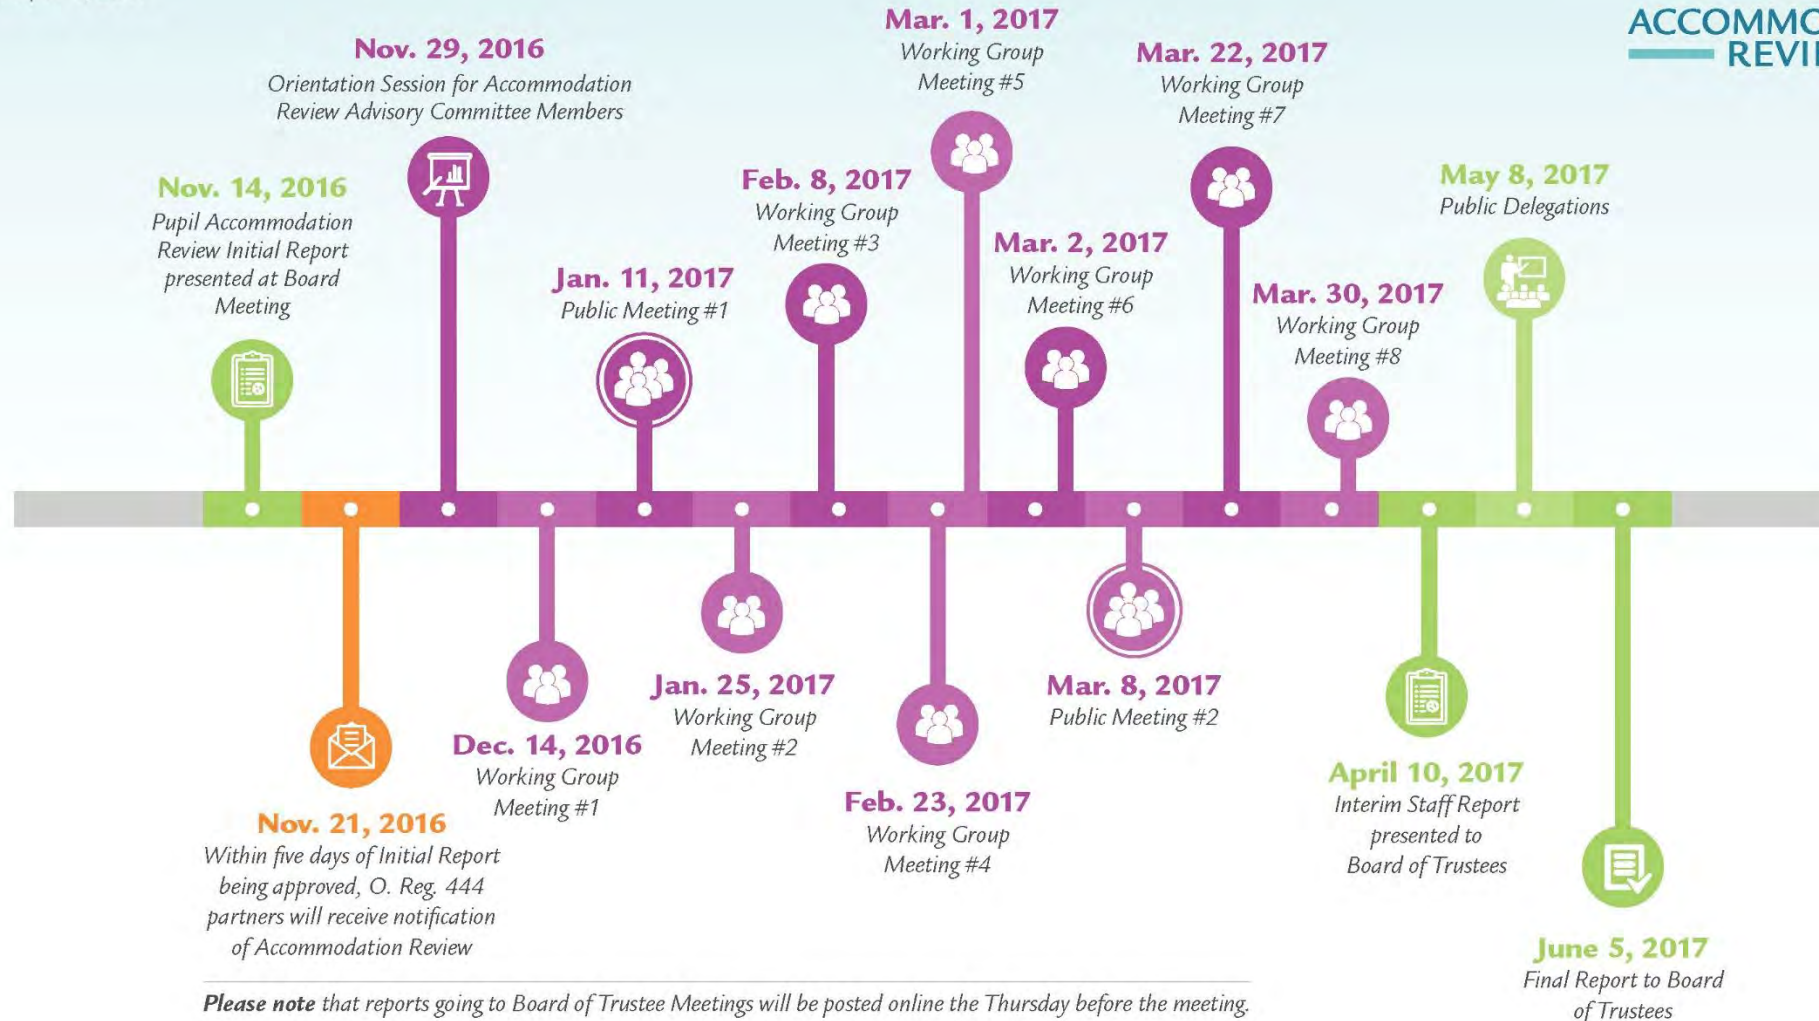 ACCOMMO
REVI
Nov. 14, 2016
Pupil Accommodation
Review Initial Report
presented at Board
Meeting
Nov. 21, 2016
Within five days of Initial Report
being approved, O. Reg. 444
partners will receive notification
of Accommodation Review
Nov. 29, 2016
Orientation Session for Accommodation
Review Advisory Committee Members
Dec. 14, 2016
Working Group
Meeting #1
Jan. 11, 2017
Public Meeting #1
Jan. 25, 2017
Working Group
Meeting #2
Feb. 8, 2017
Working Group
Meeting #3
Feb. 23, 2017
Working Group
Meeting #4
Mar. 1, 2017
Working Group
Meeting #5
Mar. 2, 2017
Working Group
Meeting #6
Mar. 8, 2017
Public Meeting #2
Mar. 22, 2017
Working Group
Meeting #7
Mar. 30, 2017
Working Group
Meeting #8
April 10, 2017
Interim Staff Report
presented to
Board of Trustees
May 8, 2017
Public Delegations
June 5, 2017
Final Report to Board
of Trustees
Please note that reports going to Board of Trustee Meetings will be posted online the Thursday before the meeting.